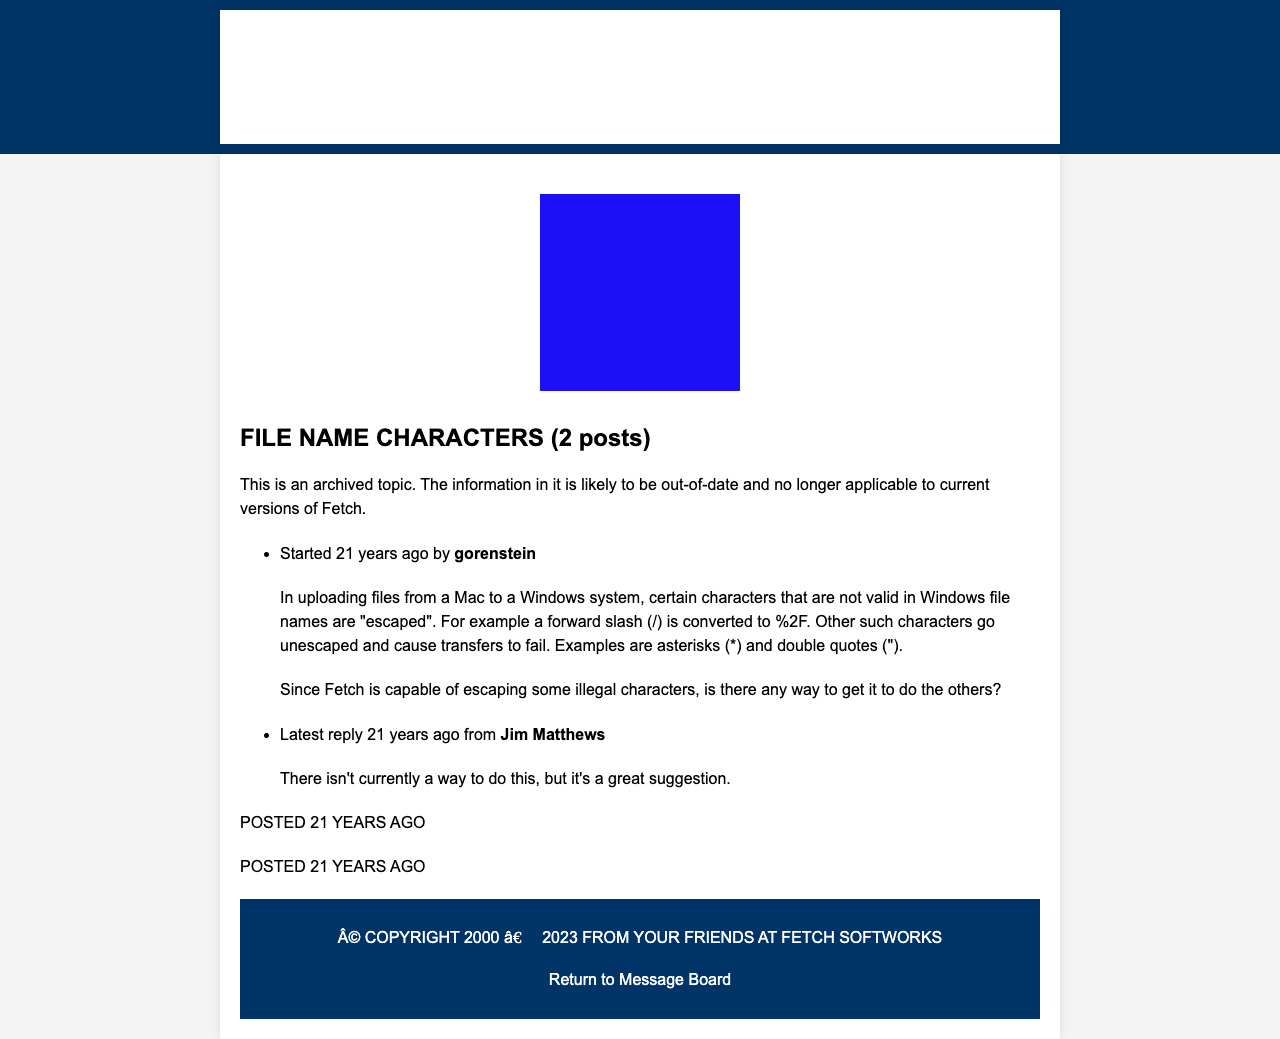 FILE NAME CHARACTERS (2 posts)
This is an archived topic. The information in it is likely to be out-of-date and no longer applicable to current
versions of Fetch.
• Started 21 years ago by gorenstein
In uploading files from a Mac to a Windows system, certain characters that are not valid in Windows file
names are "escaped". For example a forward slash (/) is converted to %2F. Other such characters go
unescaped and cause transfers to fail. Examples are asterisks (*) and double quotes (").
Since Fetch is capable of escaping some illegal characters, is there any way to get it to do the others?
• Latest reply 21 years ago from Jim Matthews
There isn't currently a way to do this, but it's a great suggestion.
POSTED 21 YEARS AGO
POSTED 21 YEARS AGO
Â© COPYRIGHT 2000 â€ 2023 FROM YOUR FRIENDS AT FETCH SOFTWORKS
Return to Message Board